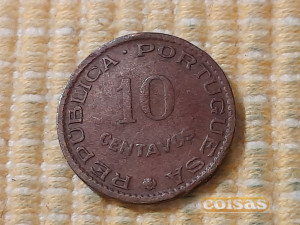 REPUBLICA · PORTUGUESA
10
CENTAVOS
coisas